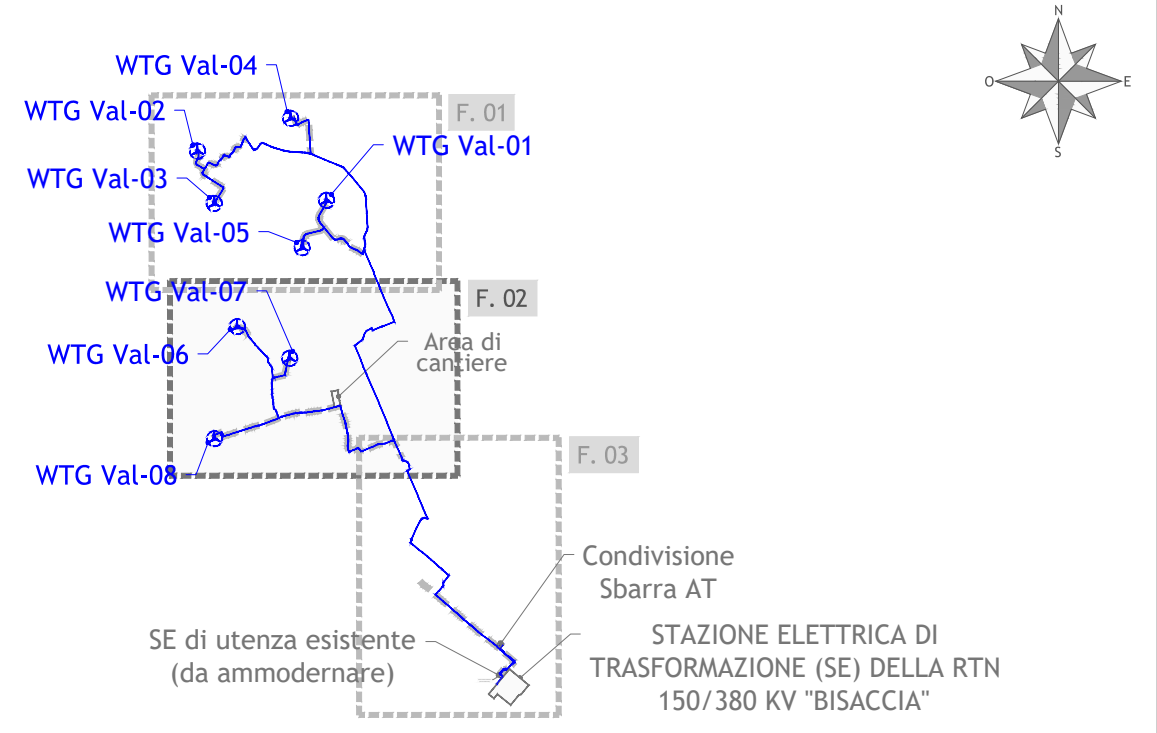 N
O
E
S
WTG Val-04
WTG Val-02
F. 01
WTG Val-01
WTG Val-03
WTG Val-05
WTG Val-07
F. 02
WTG Val-06
Area di
cantiere
WTG Val-08
F. 03
Condivisione
Sbarra AT
SE di utenza esistente
(da ammodernare)
STAZIONE ELETTRICA DI
TRASFORMAZIONE (SE) DELLA RTN
150/380 KV "BISACCIA"